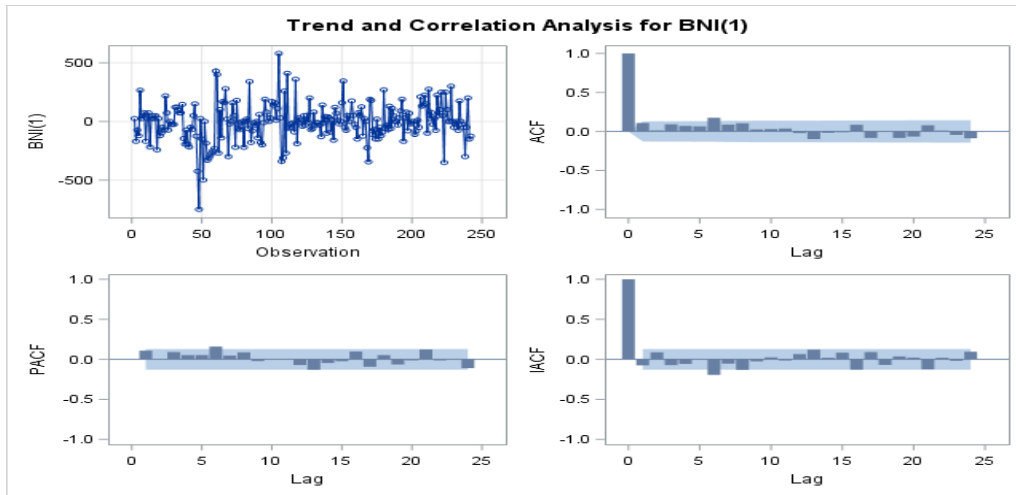 Trend and Correlation Analysis for BNI(1)
500
0
-500
BNI(1)
0 50 100 150 200 250
Observation
1.0
0.5
0.0
-0.5
-1.0
ACF
0 5 10 15 20 25
Lag
1.0
0.5
0.0
-0.5
-1.0
PACF
0 5 10 15 20 25
Lag
1.0
0.5
0.0
-0.5
-1.0
IACF
0 5 10 15 20 25
Lag